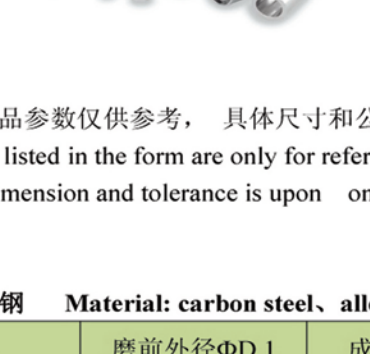 品参数仅供参考， 具体尺寸和公
listed in the form are only for refer
mension and tolerance is upon on
钢 Material: carbon steel、all
磨前外径ΦD 1 成